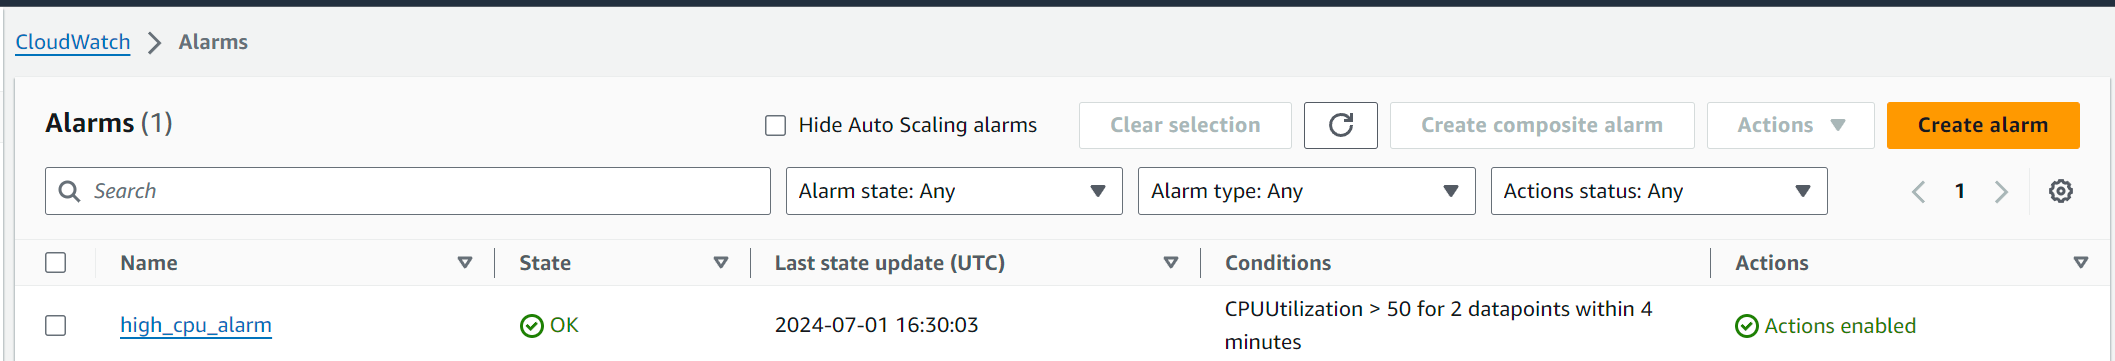 CloudWatch Alarms
Alarms (1)
Hide Auto Scaling alarms
Clear selection
Create composite alarm
Actions
Create alarm
Search
Alarm state: Any
Alarm type: Any
Actions status: Any
1
Name State Last state update (UTC) Conditions Actions
high_cpu_alarm OK 2024-07-01 16:30:03 CPUUtilization > 50 for 2 datapoints within 4
minutes
Actions enabled